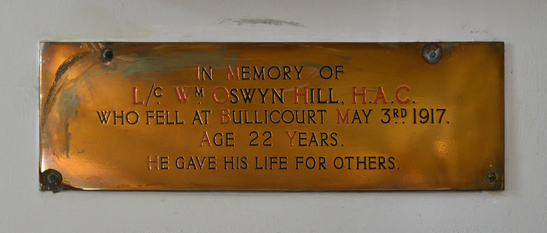 IN MEMORY OF
L/C WM OSWYN HILL, H.A.C.
WHO FELL AT BULLICOURT MAY 3RD 1917.
AGE 22 YEARS.
HE GAVE HIS LIFE FOR OTHERS.